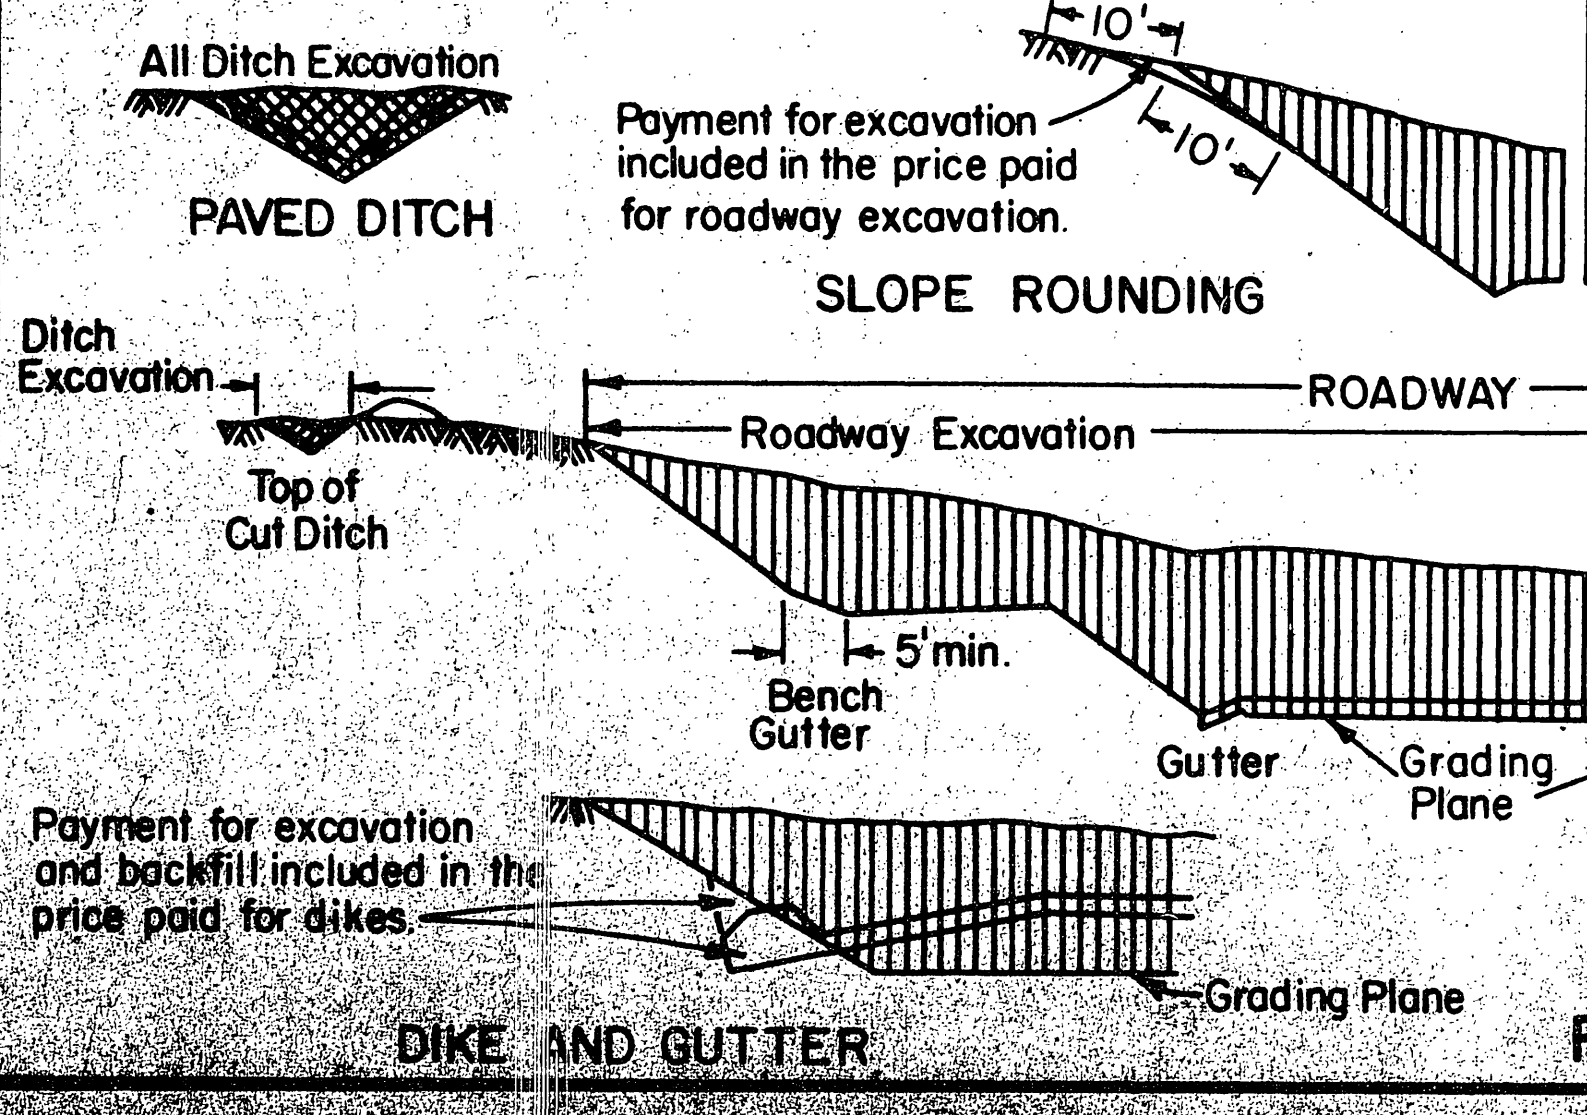 All Ditch Excavation
PAVED DITCH
10'
10'
Payment for excavation
included in the price paid
for roadway excavation.
SLOPE ROUNDING
Ditch
Excavation
ROADWAY
Roadway Excavation
Top of
Cut Ditch
5' min.
Bench
Gutter
Gutter
Grading
Plane
Payment for excavation
and backfill included in the
price paid for dikes.
Grading Plane
DIKE AND GUTTER